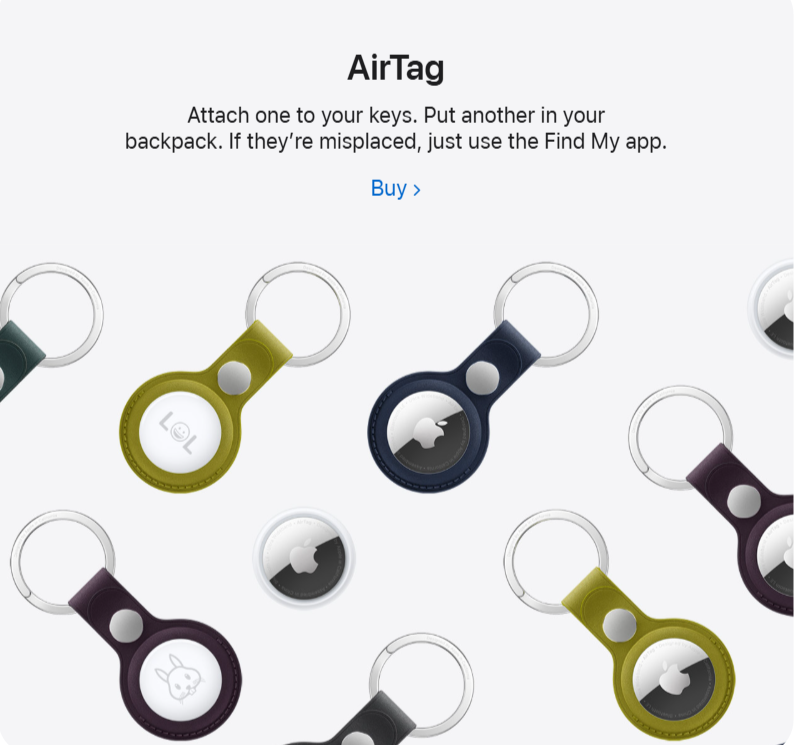 AirTag
Attach one to your keys. Put another in your
backpack. If they’re misplaced, just use the Find My app.
Buy >
L😀L